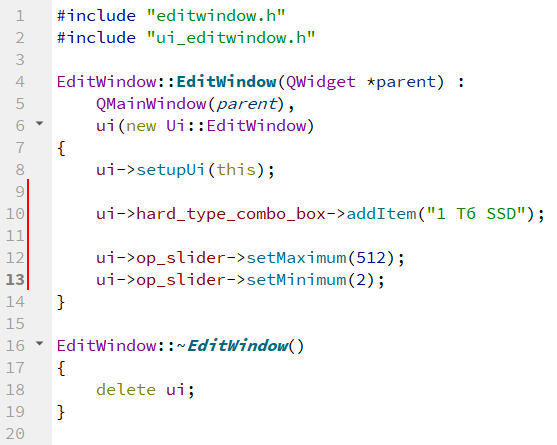 1 #include "editwindow.h"
2 #include "ui_editwindow.h"
3
4 EditWindow::EditWindow(QWidget *parent) :
5     QMainWindow(parent),
6     ui(new Ui::EditWindow)
7 {
8     ui->setupUi(this);
9
10     ui->hard_type_combo_box->addItem("1 Тб SSD");
11
12     ui->op_slider->setMaximum(512);
13     ui->op_slider->setMinimum(2);
14 }
15
16 EditWindow::~EditWindow()
17 {
18     delete ui;
19 }
20